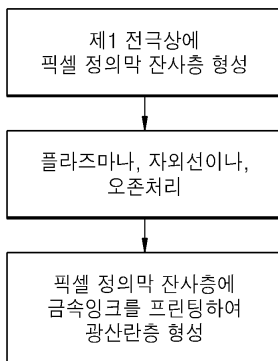 제1 전극상에
픽셀 정의막 잔사층 형성
플라즈마나, 자외선이나,
오존처리
픽셀 정의막 잔사층에
금속잉크를 프린팅하여
광산란층 형성